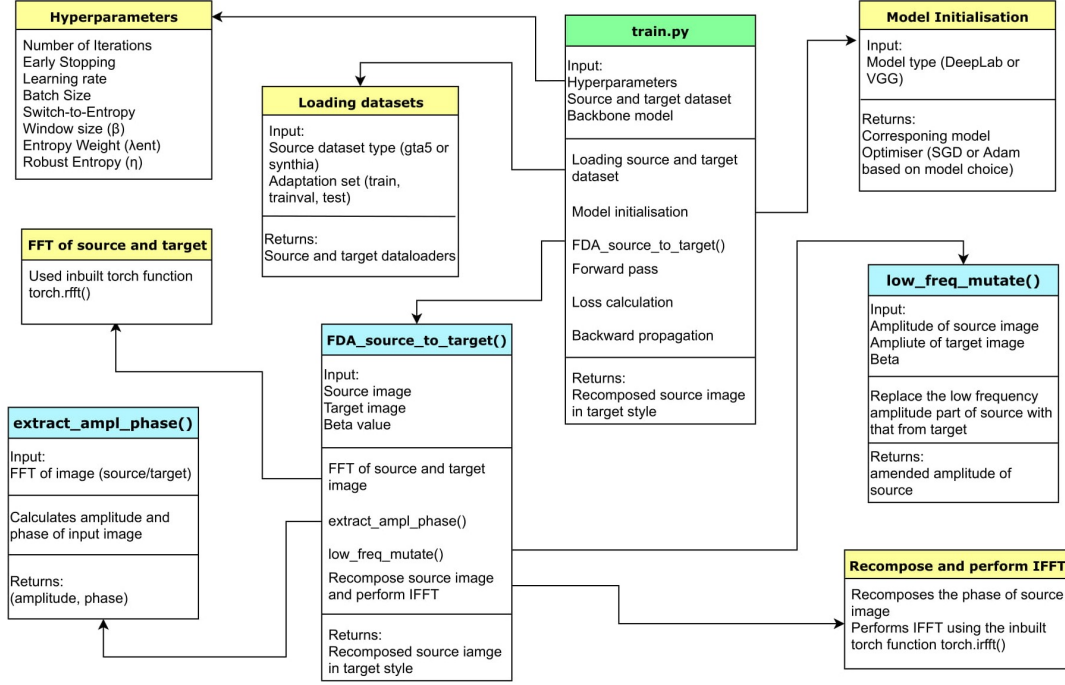 Hyperparameters
Number of Iterations
Early Stopping
Learning rate
Batch Size
Switch-to-Entropy
Window size (β)
Entropy Weight (λent)
Robust Entropy (η)
Loading datasets
Input:
Source dataset type (gta5 or
synthia)
Adaptation set (train,
trainval, test)
Returns:
Source and target dataloaders
train.py
Input:
Hyperparameters
Source and target dataset
Backbone model
Loading source and target
dataset
Model initialisation
FDA_source_to_target()
Forward pass
Loss calculation
Backward propagation
Returns:
Recomposed source image
in target style
Model Initialisation
Input:
Model type (DeepLab or
VGG)
Returns:
Corresponing model
Optimiser (SGD or Adam
based on model choice)
FFT of source and target
Used inbuilt torch function
torch.rfft()
extract_ampl_phase()
Input:
FFT of image (source/target)
Calculates amplitude and
phase of input image
Returns:
(amplitude, phase)
FDA_source_to_target()
Input:
Source image
Target image
Beta value
FFT of source and target
image
extract_ampl_phase()
low_freq_mutate()
Recompose source image
and perform IFFT
Returns:
Recomposed source iamge
in target style
low_freq_mutate()
Input:
Amplitude of source image
Ampliute of target image
Beta
Replace the low frequency
amplitude part of source with
that from target
Returns:
amended amplitude of
source
Recompose and perform IFFT
Recomposes the phase of source
image
Performs IFFT using the inbuilt
torch function torch.irfft()